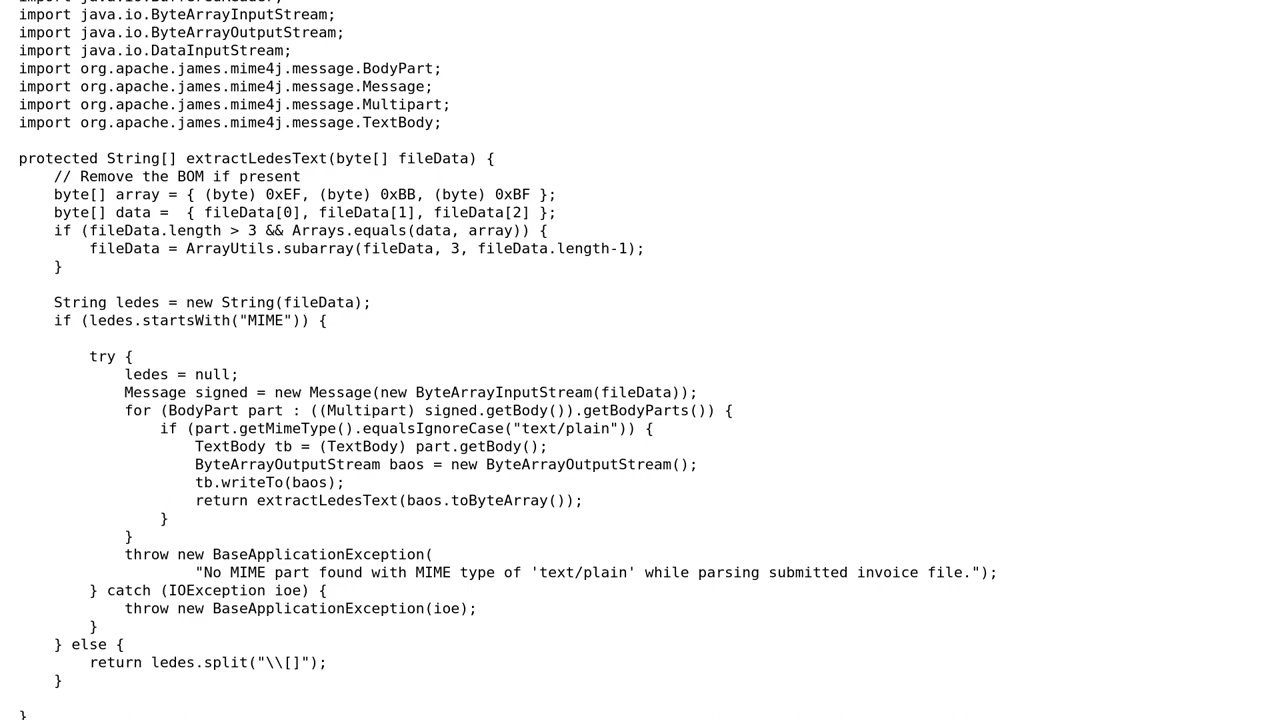 import java.io.BufferedReader;
import java.io.ByteArrayInputStream;
import java.io.ByteArrayOutputStream;
import java.io.DataInputStream;
import org.apache.james.mime4j.message.BodyPart;
import org.apache.james.mime4j.message.Message;
import org.apache.james.mime4j.message.Multipart;
import org.apache.james.mime4j.message.TextBody;

protected String[] extractLedesText(byte[] fileData) {
    // Remove the BOM if present
    byte[] array = { (byte) 0xEF, (byte) 0xBB, (byte) 0xBF };
    byte[] data =  { fileData[0], fileData[1], fileData[2] };
    if (fileData.length > 3 && Arrays.equals(data, array)) {
        fileData = ArrayUtils.subarray(fileData, 3, fileData.length-1);
    }

    String ledes = new String(fileData);
    if (ledes.startsWith("MIME")) {

        try {
            ledes = null;
            Message signed = new Message(new ByteArrayInputStream(fileData));
            for (BodyPart part : ((Multipart) signed.getBody()).getBodyParts()) {
                if (part.getMimeType().equalsIgnoreCase("text/plain")) {
                    TextBody tb = (TextBody) part.getBody();
                    ByteArrayOutputStream baos = new ByteArrayOutputStream();
                    tb.writeTo(baos);
                    return extractLedesText(baos.toByteArray());
                }
            }
            throw new BaseApplicationException(
                    "No MIME part found with MIME type of 'text/plain' while parsing submitted invoice file.");
        } catch (IOException ioe) {
            throw new BaseApplicationException(ioe);
        }
    } else {
        return ledes.split("\\[]");
    }

}